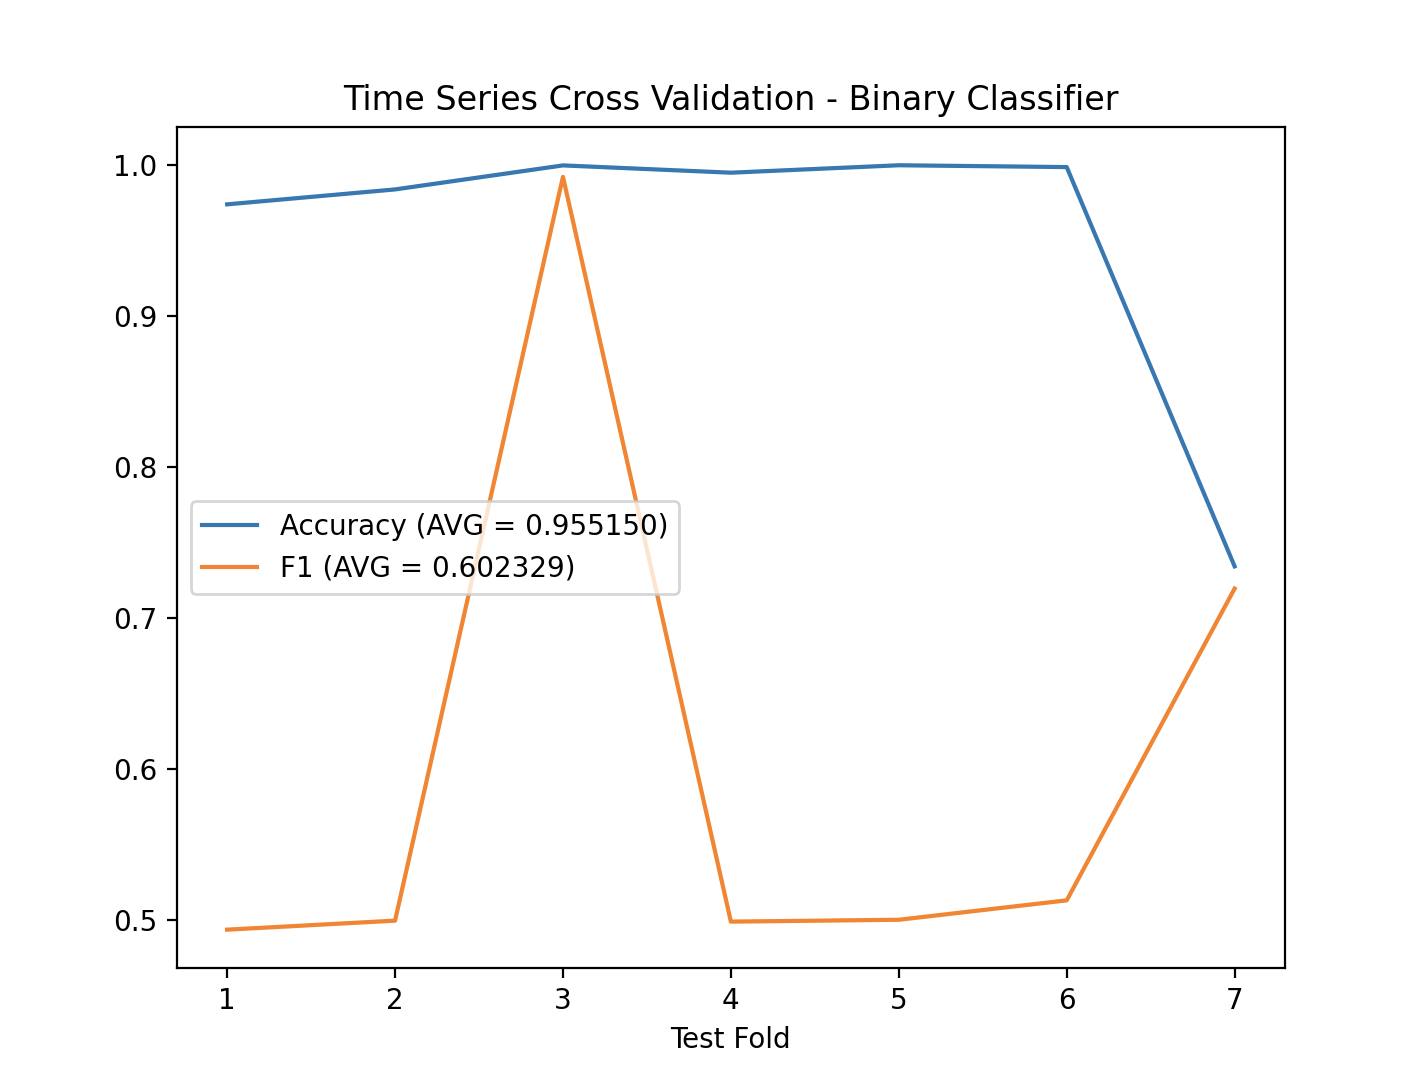 Time Series Cross Validation - Binary Classifier
1.0
0.9
0.8
0.7
0.6
0.5
Accuracy (AVG = 0.955150)
F1 (AVG = 0.602329)
1 2 3 4 5 6 7
Test Fold